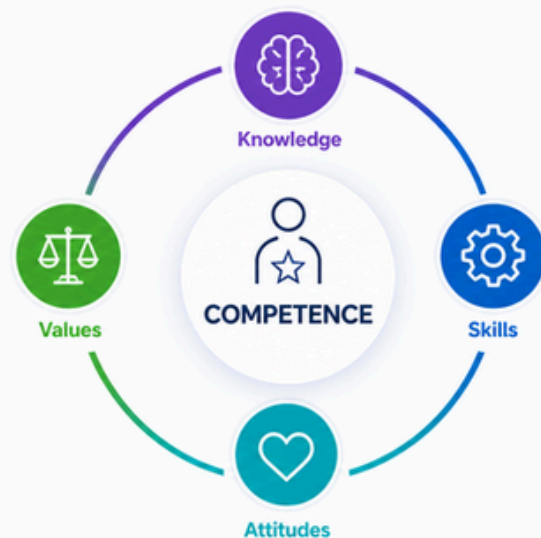 Knowledge
COMPETENCE
Values
Skills
Attitudes